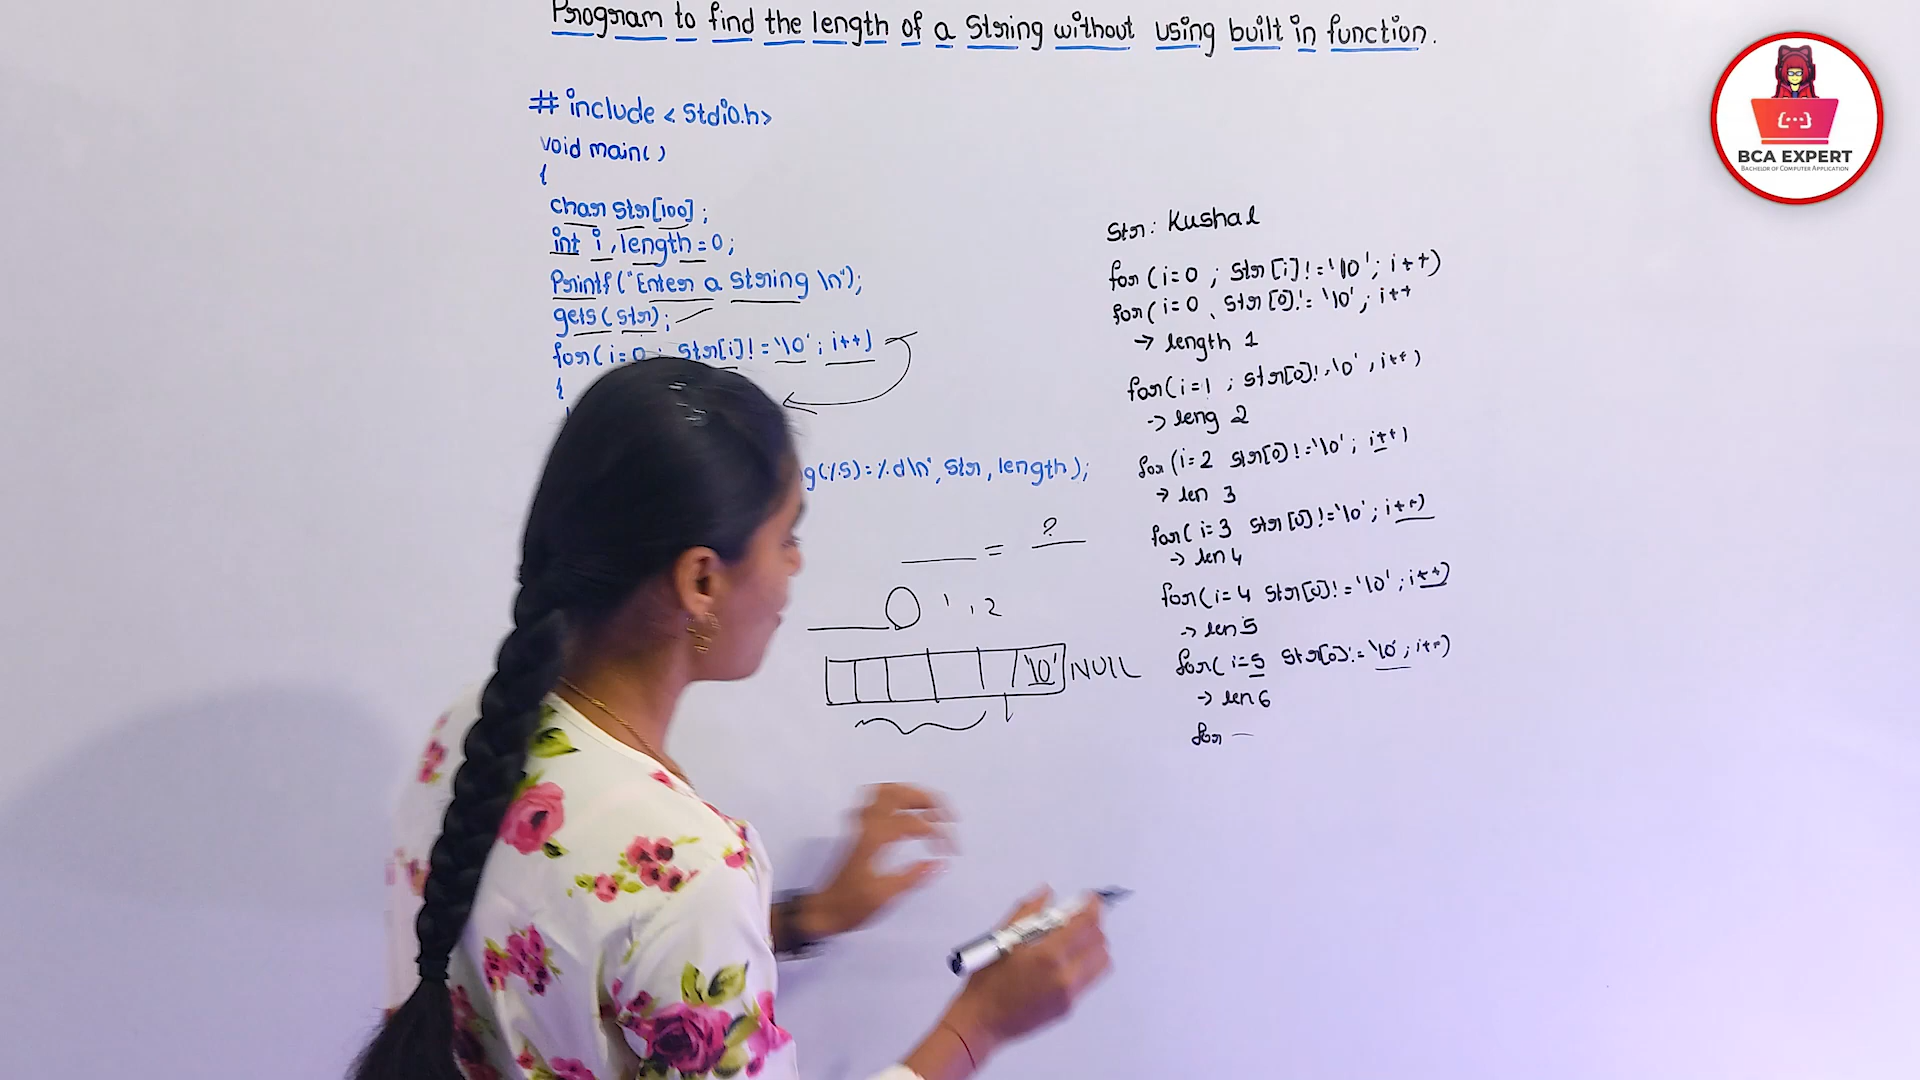 Program to find the length of a string without using built in function.
#include <stdio.h>
void main()
{
char str[100];
int i, length=0;
Printf("Enter a string \n");
gets(str);
for(i=0; str[i]!='\0'; i++)
{
g(%s)=%d\n", str, length);
= ?
0 1, 2
'\0' NULL
Str: Kushal
for (i=0 ; str[i]!='\0'; i++)
for(i=0 , str[0]!='\0', i++
→ length 1
for(i=1 ; str[0]!='\0', i++)
→ leng 2
for (i=2 str[0]!='\0'; i++)
→ len 3
for(i=3 str[0]!='\0'; i++)
→ len 4
for(i=4 str[0]!='\0'; i++)
→ len 5
for(i=5 str[0]!='\0'; i++)
→ len 6
for
{...}
BCA EXPERT
BACHELOR OF COMPUTER APPLICATION